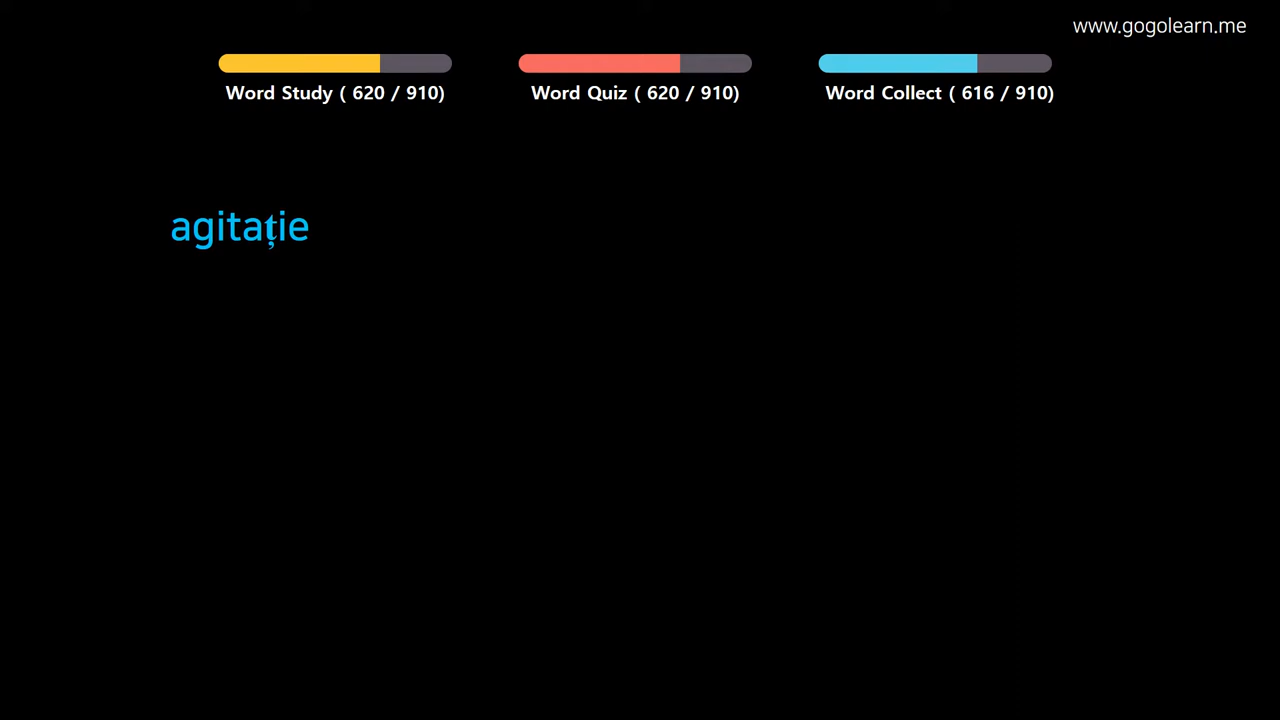 www.gogolearn.me
Word Study ( 620 / 910)
Word Quiz ( 620 / 910)
Word Collect ( 616 / 910)
agitație